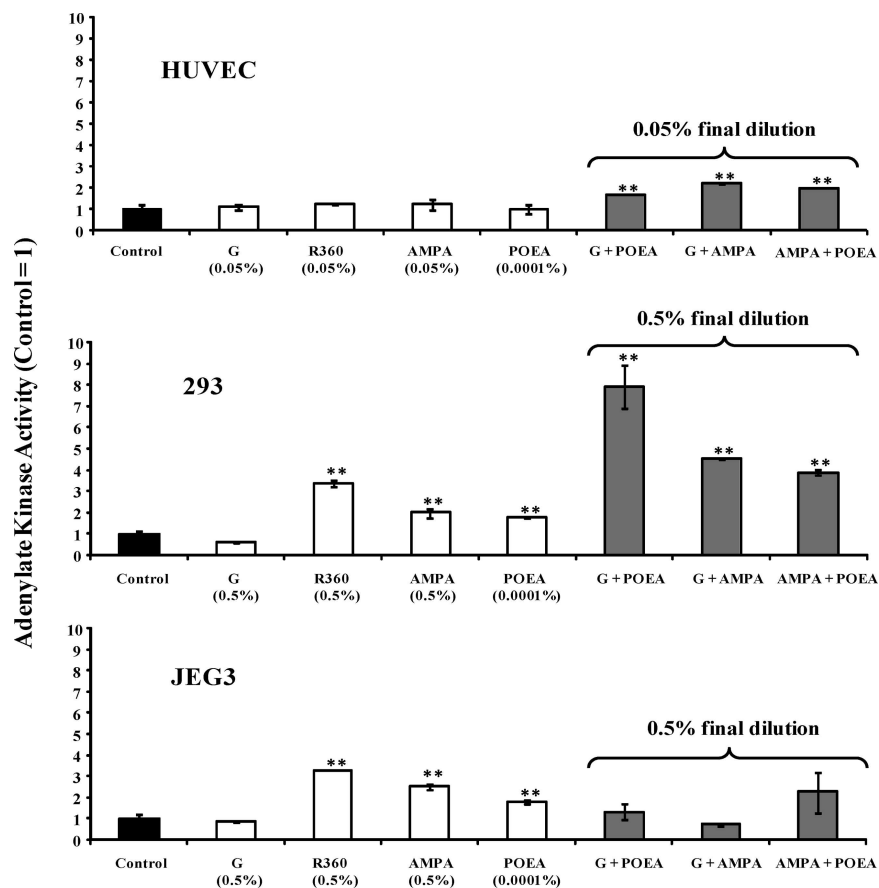 Adenylate Kinase Activity (Control = 1)
10
9
8
7
6
5
4
3
2
1
0
HUVEC
0.05% final dilution
** ** **
Control G R360 AMPA POEA G + POEA G + AMPA AMPA + POEA
(0.05%) (0.05%) (0.05%) (0.0001%)
10
9
8
7
6
5
4
3
2
1
0
293
0.5% final dilution
** ** ** ** ** **
Control G R360 AMPA POEA G + POEA G + AMPA AMPA + POEA
(0.5%) (0.5%) (0.5%) (0.0001%)
10
9
8
7
6
5
4
3
2
1
0
JEG3
0.5% final dilution
** ** **
Control G R360 AMPA POEA G + POEA G + AMPA AMPA + POEA
(0.5%) (0.5%) (0.5%) (0.0001%)